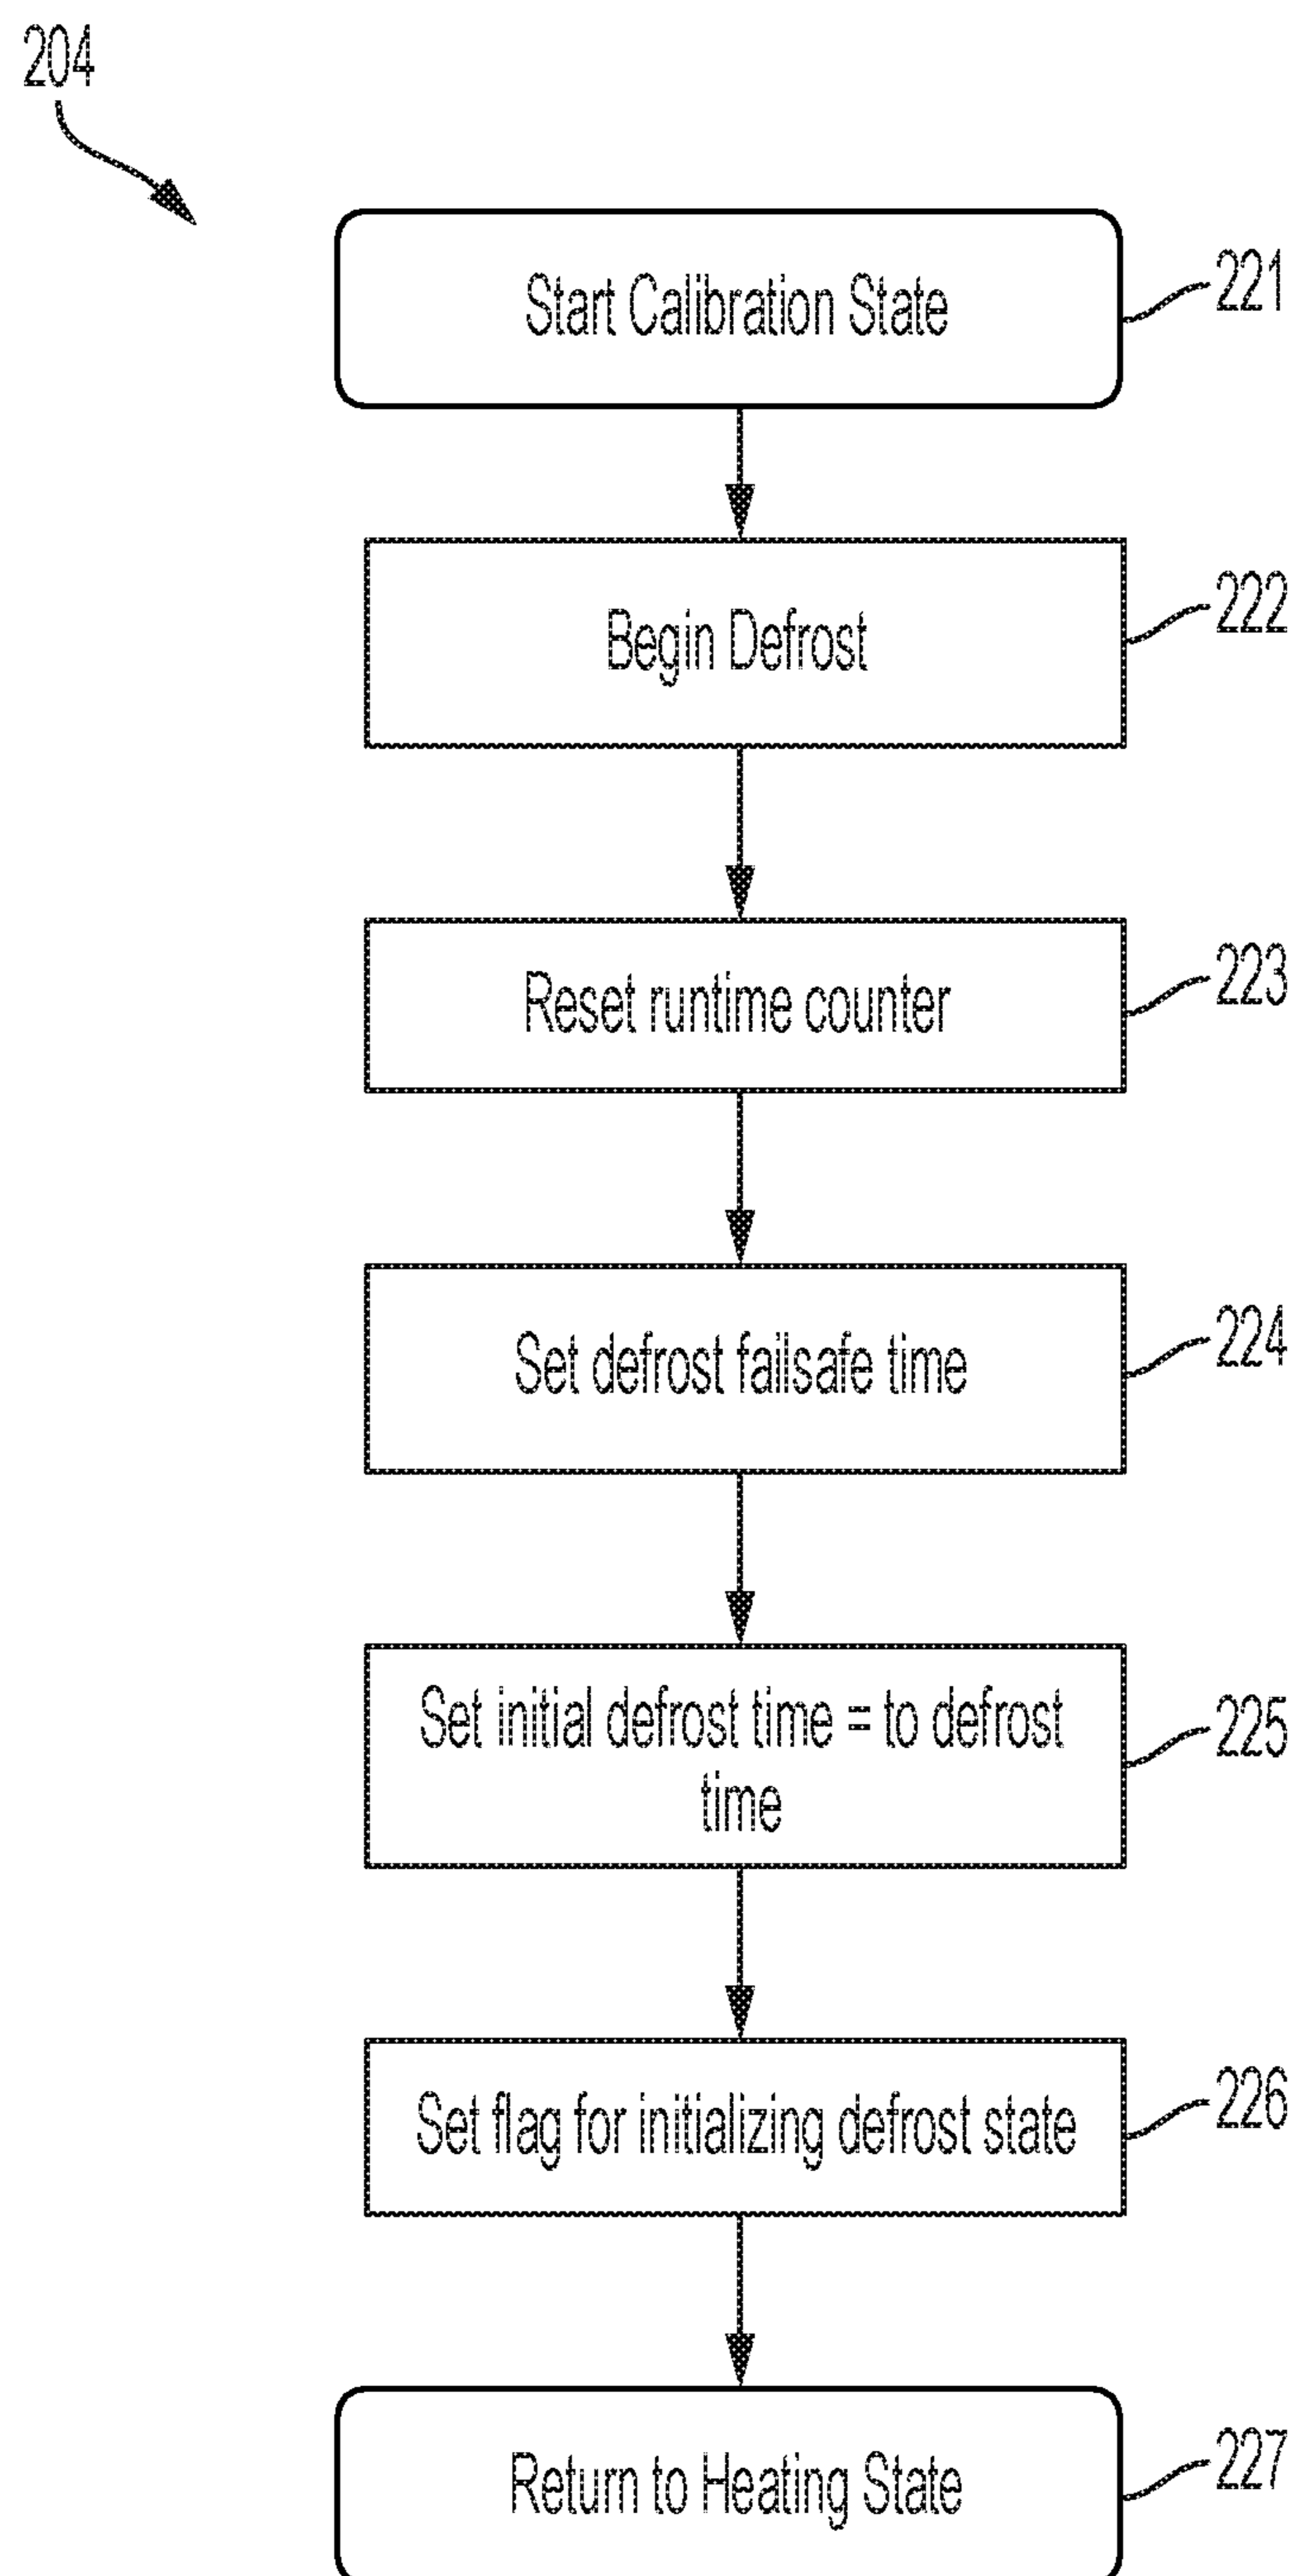 204
Start Calibration State
221
Begin Defrost
222
Reset runtime counter
223
Set defrost failsafe time
224
Set initial defrost time = to defrost
time
225
Set flag for initializing defrost state
226
Return to Heating State
227